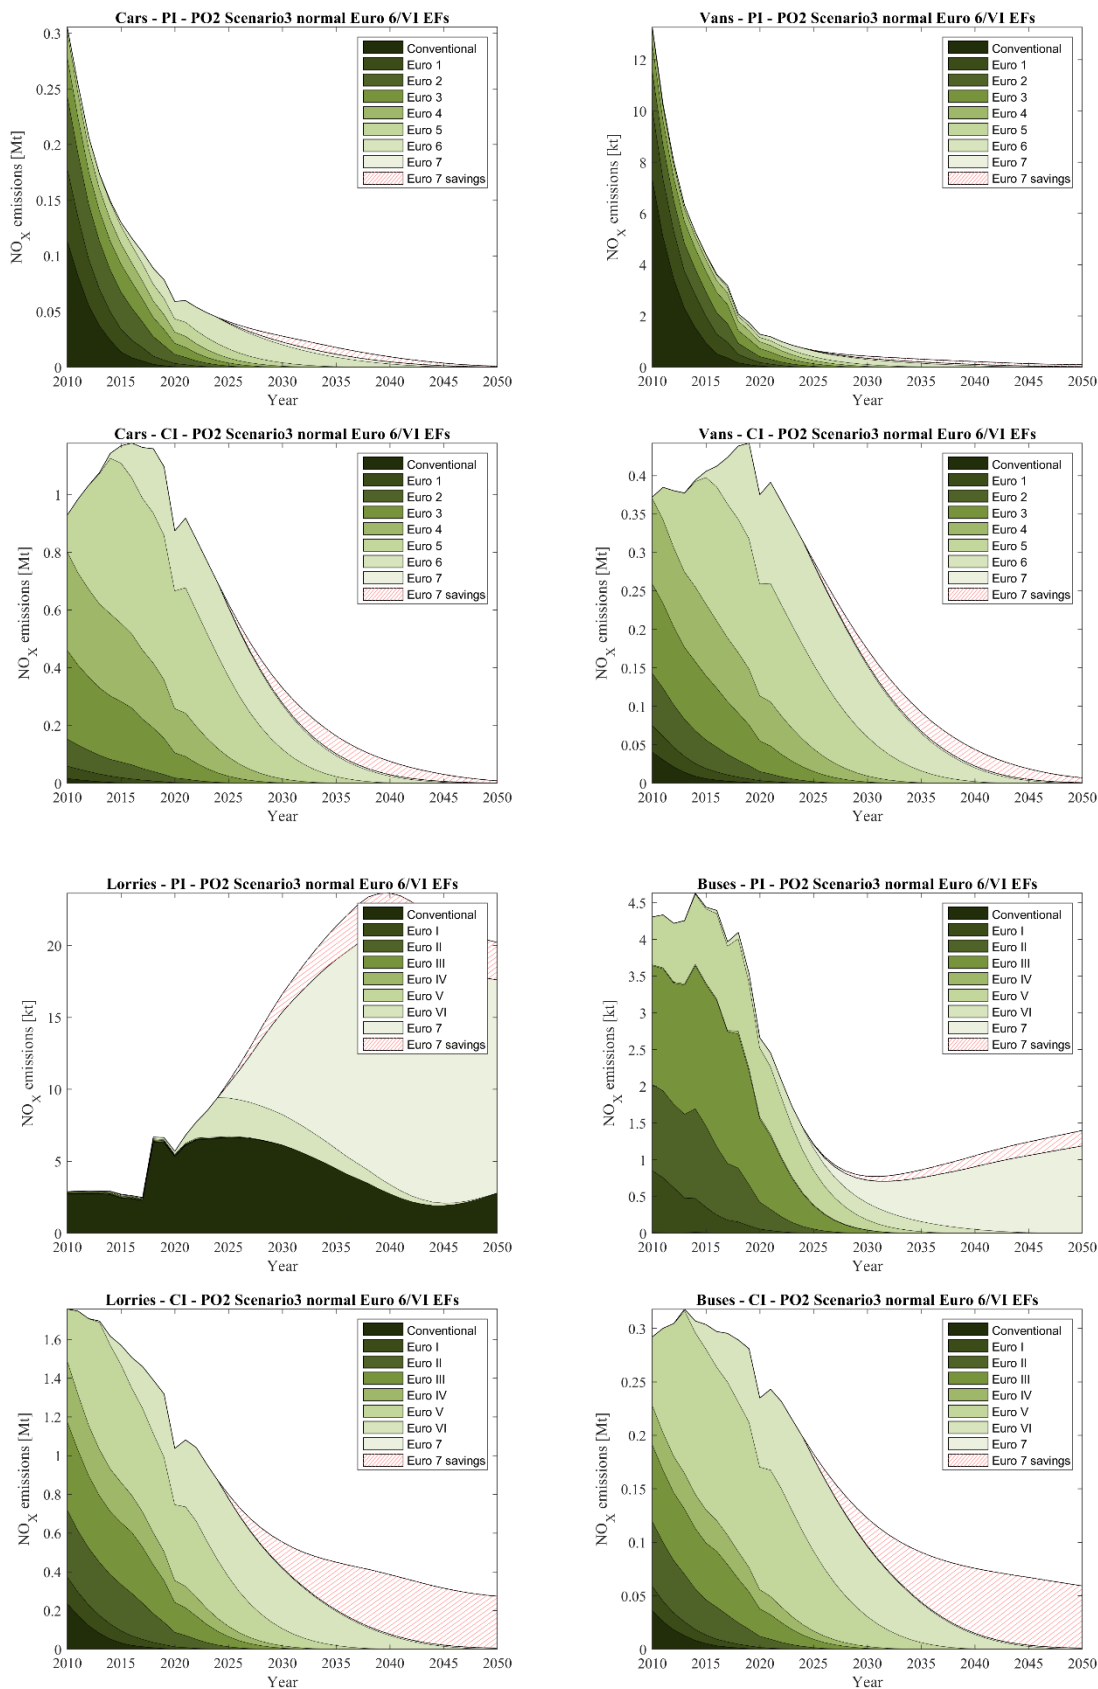 Cars - PI - PO2 Scenario3 normal Euro 6/VI EFs
NOX emissions [Mt]
0.3
0.25
0.2
0.15
0.1
0.05
0
Conventional
Euro 1
Euro 2
Euro 3
Euro 4
Euro 5
Euro 6
Euro 7
Euro 7 savings
2010 2015 2020 2025 2030 2035 2040 2045 2050
Year
Vans - PI - PO2 Scenario3 normal Euro 6/VI EFs
NOX emissions [kt]
12
10
8
6
4
2
0
Conventional
Euro 1
Euro 2
Euro 3
Euro 4
Euro 5
Euro 6
Euro 7
Euro 7 savings
2010 2015 2020 2025 2030 2035 2040 2045 2050
Year
Cars - CI - PO2 Scenario3 normal Euro 6/VI EFs
NOX emissions [Mt]
1
0.8
0.6
0.4
0.2
0
Conventional
Euro 1
Euro 2
Euro 3
Euro 4
Euro 5
Euro 6
Euro 7
Euro 7 savings
2010 2015 2020 2025 2030 2035 2040 2045 2050
Year
Vans - CI - PO2 Scenario3 normal Euro 6/VI EFs
NOX emissions [Mt]
0.4
0.35
0.3
0.25
0.2
0.15
0.1
0.05
0
Conventional
Euro 1
Euro 2
Euro 3
Euro 4
Euro 5
Euro 6
Euro 7
Euro 7 savings
2010 2015 2020 2025 2030 2035 2040 2045 2050
Year
Lorries - PI - PO2 Scenario3 normal Euro 6/VI EFs
NOX emissions [kt]
20
15
10
5
0
Conventional
Euro I
Euro II
Euro III
Euro IV
Euro V
Euro VI
Euro 7
Euro 7 savings
2010 2015 2020 2025 2030 2035 2040 2045 2050
Year
Buses - PI - PO2 Scenario3 normal Euro 6/VI EFs
NOX emissions [kt]
4.5
4
3.5
3
2.5
2
1.5
1
0.5
0
Conventional
Euro I
Euro II
Euro III
Euro IV
Euro V
Euro VI
Euro 7
Euro 7 savings
2010 2015 2020 2025 2030 2035 2040 2045 2050
Year
Lorries - CI - PO2 Scenario3 normal Euro 6/VI EFs
NOX emissions [Mt]
1.6
1.4
1.2
1
0.8
0.6
0.4
0.2
0
Conventional
Euro I
Euro II
Euro III
Euro IV
Euro V
Euro VI
Euro 7
Euro 7 savings
2010 2015 2020 2025 2030 2035 2040 2045 2050
Year
Buses - CI - PO2 Scenario3 normal Euro 6/VI EFs
NOX emissions [Mt]
0.3
0.25
0.2
0.15
0.1
0.05
0
Conventional
Euro I
Euro II
Euro III
Euro IV
Euro V
Euro VI
Euro 7
Euro 7 savings
2010 2015 2020 2025 2030 2035 2040 2045 2050
Year